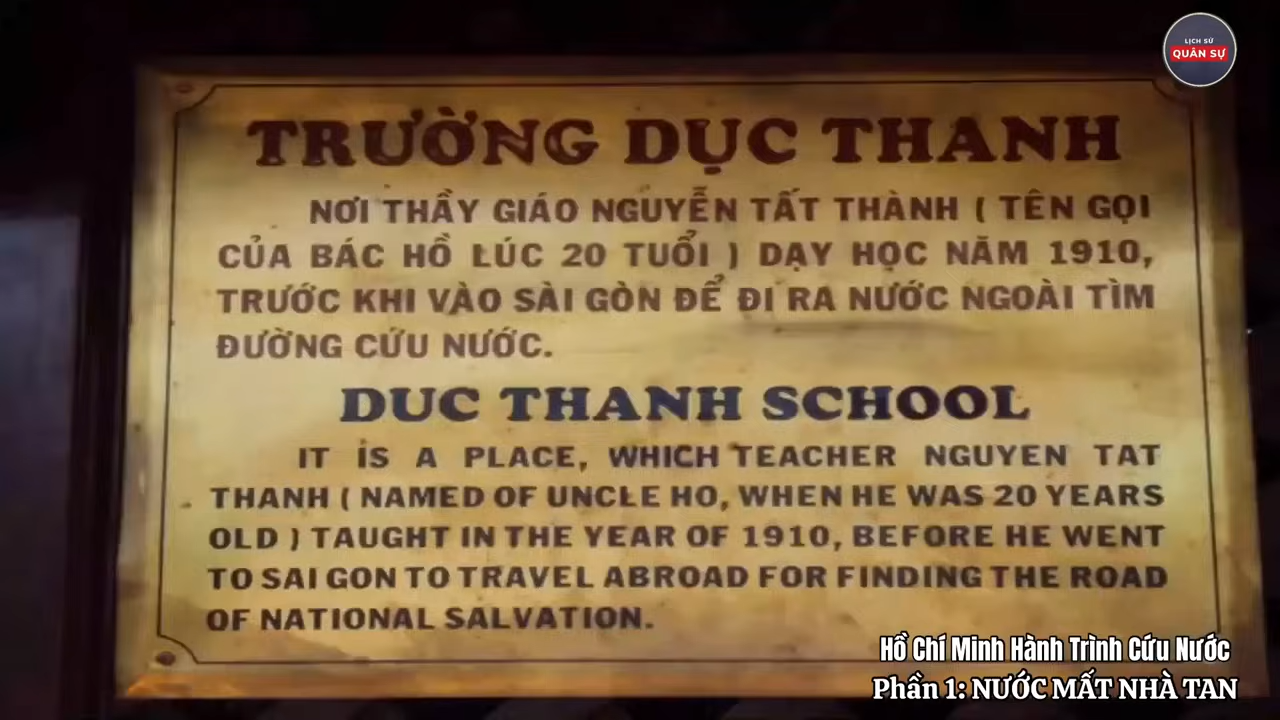 LỊCH SỬ
QUÂN SỰ
TRƯỜNG DỤC THANH
NƠI THẦY GIÁO NGUYỄN TẤT THÀNH ( TÊN GỌI
CỦA BÁC HỒ LÚC 20 TUỔI ) DẠY HỌC NĂM 1910,
TRƯỚC KHI VÀO SÀI GÒN ĐỂ ĐI RA NƯỚC NGOÀI TÌM
ĐƯỜNG CỨU NƯỚC.
DUC THANH SCHOOL
IT IS A PLACE, WHICH TEACHER NGUYEN TAT
THANH ( NAMED OF UNCLE HO, WHEN HE WAS 20 YEARS
OLD ) TAUGHT IN THE YEAR OF 1910, BEFORE HE WENT
TO SAI GON TO TRAVEL ABROAD FOR FINDING THE ROAD
OF NATIONAL SALVATION.
Hồ Chí Minh Hành Trình Cứu Nước
Phần 1: NƯỚC MẤT NHÀ TAN